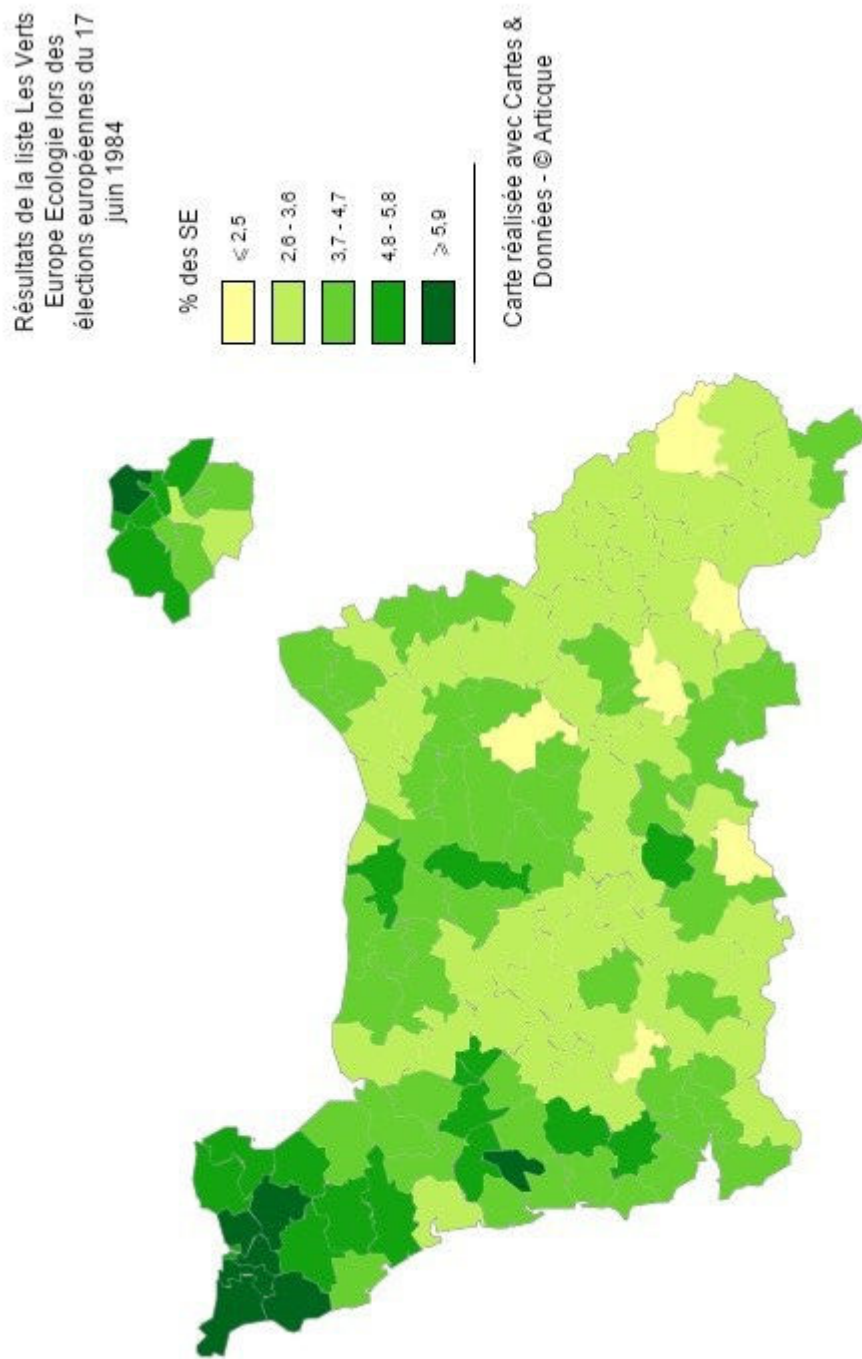 Résultats de la liste Les Verts
Europe Ecologie lors des
élections européennes du 17
juin 1984
% des SE
⩽ 2,5
2,6 - 3,6
3,7 - 4,7
4,8 - 5,8
⩾ 5,9
Carte réalisée avec Cartes &
Données - © Articque